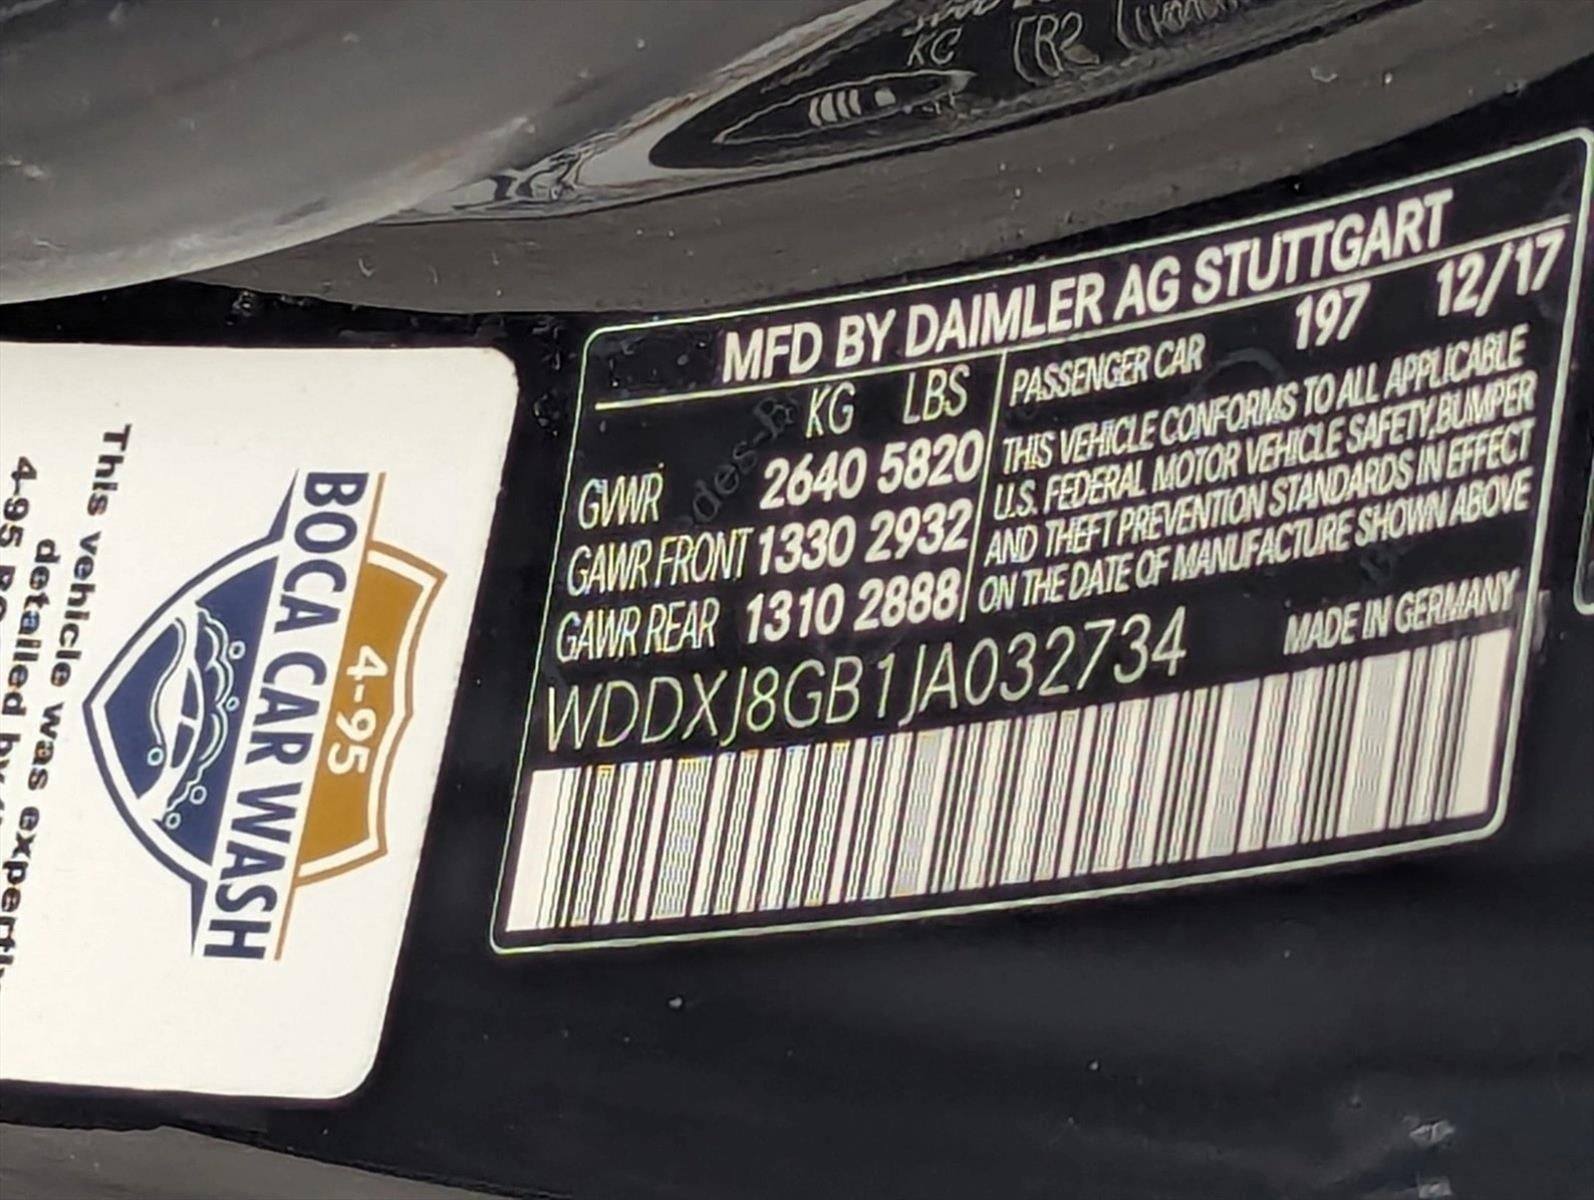 MFD BY DAIMLER AG STUTTGART
KG LBS
GVWR 2640 5820
GAWR FRONT 1330 2932
GAWR REAR 1310 2888
PASSENGER CAR 197 12/17
THIS VEHICLE CONFORMS TO ALL APPLICABLE
U.S. FEDERAL MOTOR VEHICLE SAFETY,BUMPER
AND THEFT PREVENTION STANDARDS IN EFFECT
ON THE DATE OF MANUFACTURE SHOWN ABOVE
WDDXJ8GB1JA032734
MADE IN GERMANY
4-95
BOCA CAR WASH
This vehicle was
detailed
4-95